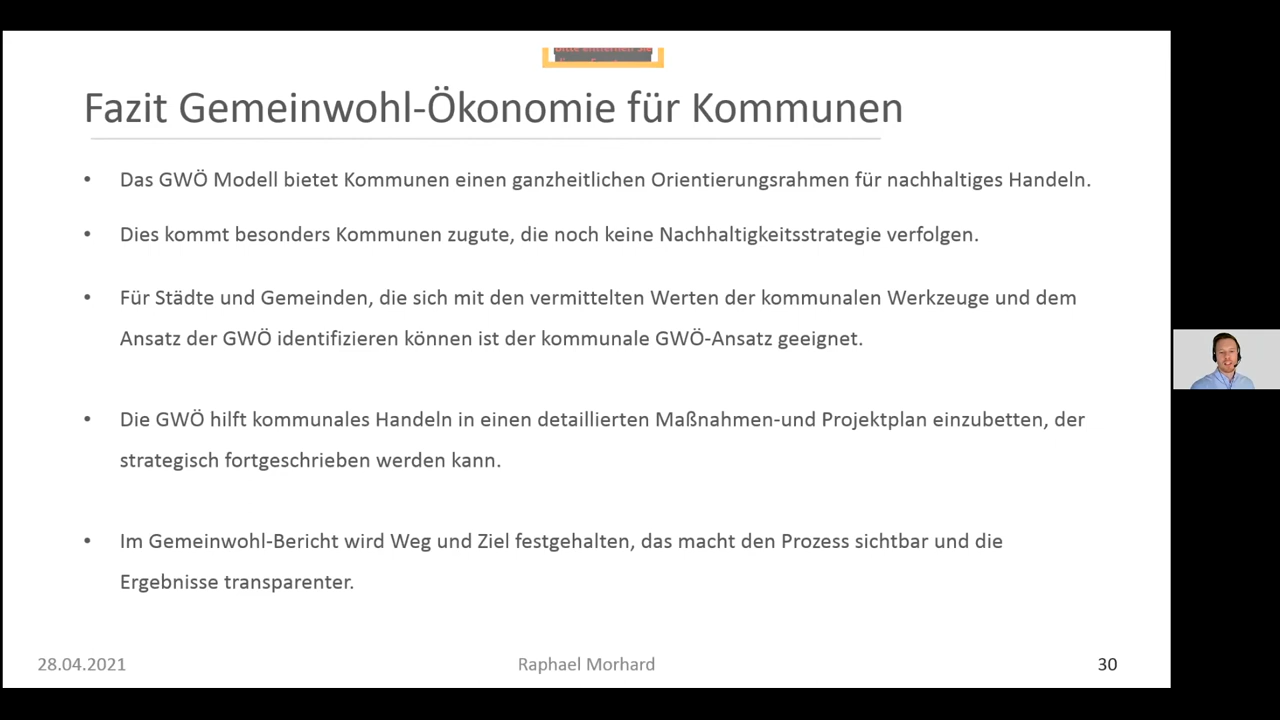 bitte entfernen Sie
Fazit Gemeinwohl-Ökonomie für Kommunen
• Das GWÖ Modell bietet Kommunen einen ganzheitlichen Orientierungsrahmen für nachhaltiges Handeln.
• Dies kommt besonders Kommunen zugute, die noch keine Nachhaltigkeitsstrategie verfolgen.
• Für Städte und Gemeinden, die sich mit den vermittelten Werten der kommunalen Werkzeuge und dem
Ansatz der GWÖ identifizieren können ist der kommunale GWÖ-Ansatz geeignet.
• Die GWÖ hilft kommunales Handeln in einen detaillierten Maßnahmen-und Projektplan einzubetten, der
strategisch fortgeschrieben werden kann.
• Im Gemeinwohl-Bericht wird Weg und Ziel festgehalten, das macht den Prozess sichtbar und die
Ergebnisse transparenter.
28.04.2021 Raphael Morhard 30